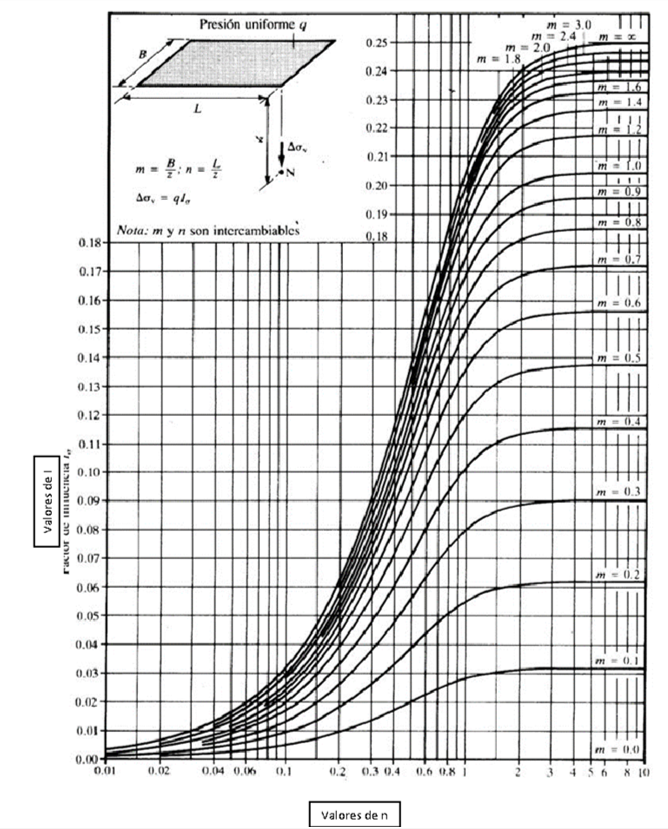 Presión uniforme q
B
L
z
Δσᵥ
N
m = B/z ; n = L/z
Δσᵥ = qIσ
Nota: m y n son intercambiables
m = 3.0
m = 2.4
m = ∞
m = 2.0
m = 1.8
m = 1.6
m = 1.4
m = 1.2
m = 1.0
m = 0.9
m = 0.8
m = 0.7
m = 0.6
m = 0.5
m = 0.4
m = 0.3
m = 0.2
m = 0.1
m = 0.0
0.25
0.24
0.23
0.22
0.21
0.20
0.19
0.18
0.18
0.17
0.16
0.15
0.14
0.13
0.12
0.11
0.10
0.09
0.08
0.07
0.06
0.05
0.04
0.03
0.02
0.01
0.00
Valores de I
Factor de influencia Iσ
0.01 0.02 0.04 0.06 0.1 0.2 0.3 0.4 0.6 0.8 1 2 3 4 5 6 8 10
Valores de n